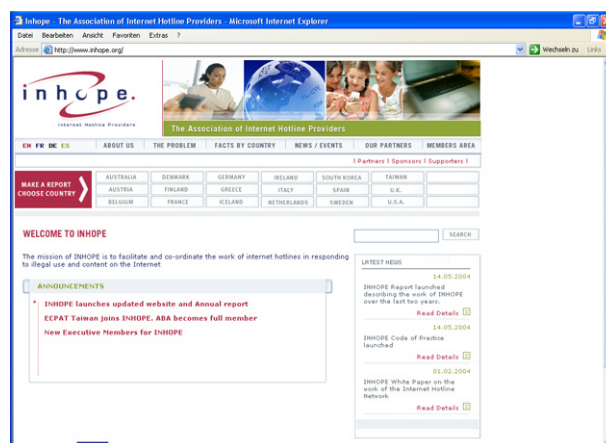 Inhope - The Association of Internet Hotline Providers - Microsoft Internet Explorer
Datei Bearbeiten Ansicht Favoriten Extras ?
Adresse http://www.inhope.org/ Wechseln zu Links
inhope.
Internet Hotline Providers
The Association of Internet Hotline Providers
EN FR DE ES ABOUT US THE PROBLEM FACTS BY COUNTRY NEWS / EVENTS OUR PARTNERS MEMBERS AREA
| Partners | Sponsors | Supporters |
MAKE A REPORT
CHOOSE COUNTRY
AUSTRALIA DENMARK GERMANY IRELAND SOUTH KOREA TAIWAN
AUSTRIA FINLAND GREECE ITALY SPAIN U.K.
BELGIUM FRANCE ICELAND NETHERLANDS SWEDEN U.S.A.
WELCOME TO INHOPE
SEARCH
The mission of INHOPE is to facilitate and co-ordinate the work of internet hotlines in responding
to illegal use and content on the Internet
ANNOUNCEMENTS
INHOPE launches updated website and Annual report
ECPAT Taiwan joins INHOPE. ABA becomes full member
New Executive Members for INHOPE
LATEST NEWS
14.05.2004
INHOPE Report launched
describing the work of INHOPE
over the last two years.
Read Details
14.05.2004
INHOPE Code of Practice
launched
Read Details
01.02.2004
INHOPE White Paper on the
work of the Internet Hotline
Network
Read Details